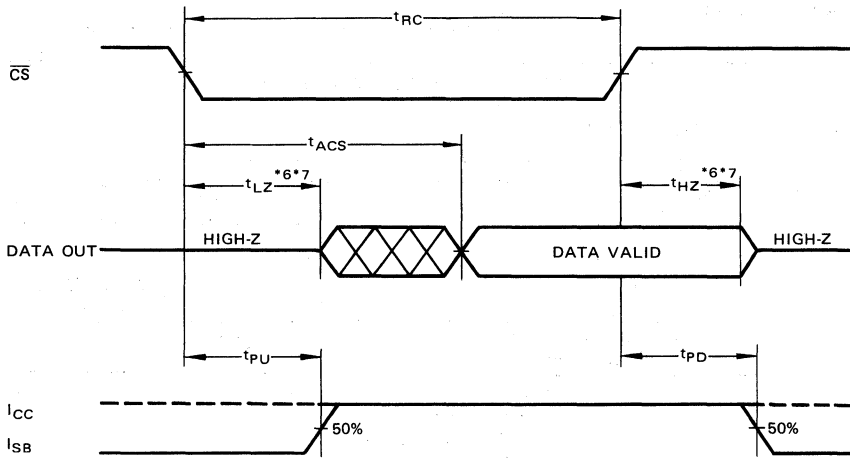 tRC
CS
tACS
tLZ*6*7
tHZ*6*7
DATA OUT
HIGH-Z
DATA VALID
HIGH-Z
tPU
tPD
ICC
50%
50%
ISB